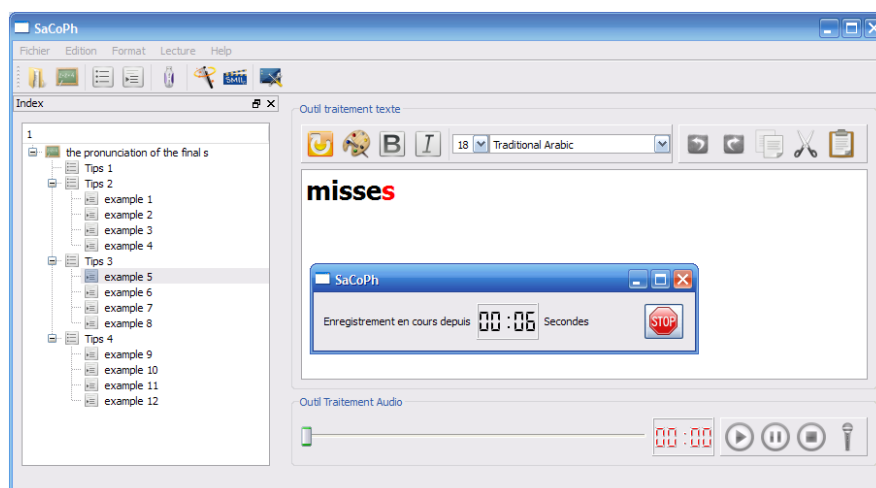 SaCoPh
Fichier Edition Format Lecture Help
SMIL
Index
1
the pronunciation of the final s
Tips 1
Tips 2
example 1
example 2
example 3
example 4
Tips 3
example 5
example 6
example 7
example 8
Tips 4
example 9
example 10
example 11
example 12
Outil traitement texte
B I 18 Traditional Arabic
misses
SaCoPh
Enregistrement en cours depuis 00:06 Secondes STOP
Outil Traitement Audio
00:00